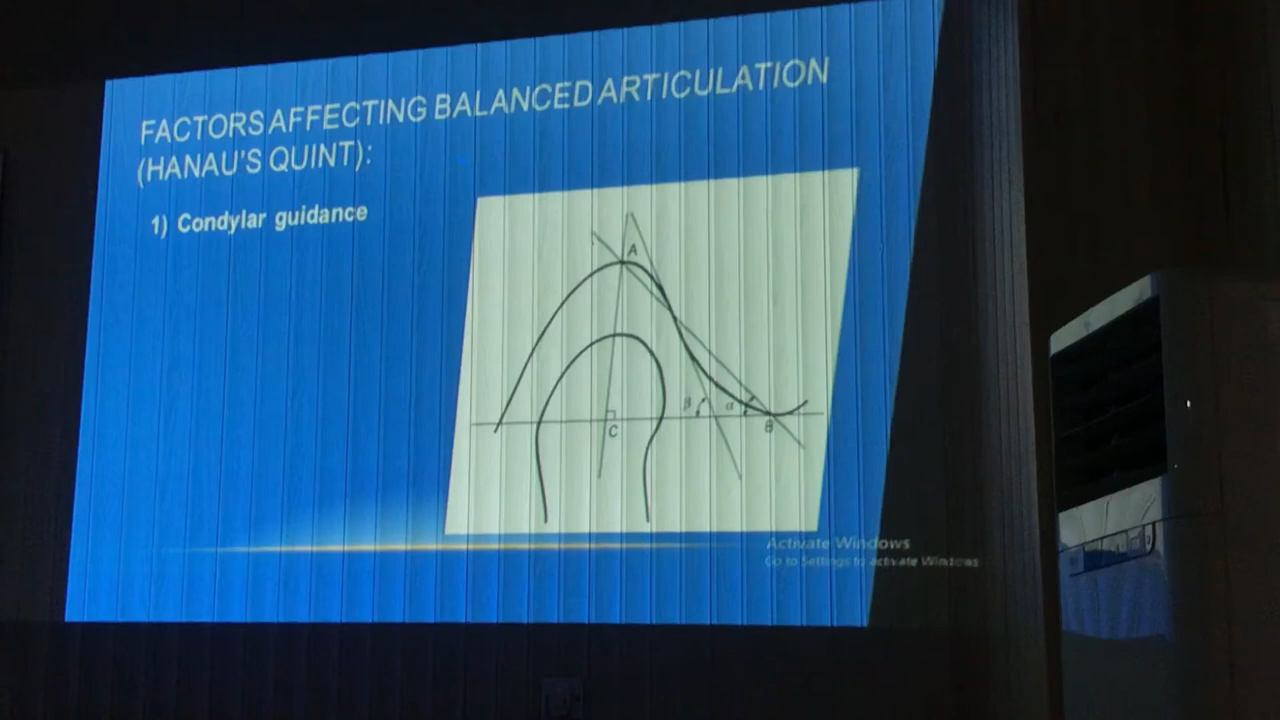 FACTORS AFFECTING BALANCED ARTICULATION
(HANAU'S QUINT):
1) Condylar guidance
A
β
α
C
B
Activate Windows
Go to Settings to activate Windows